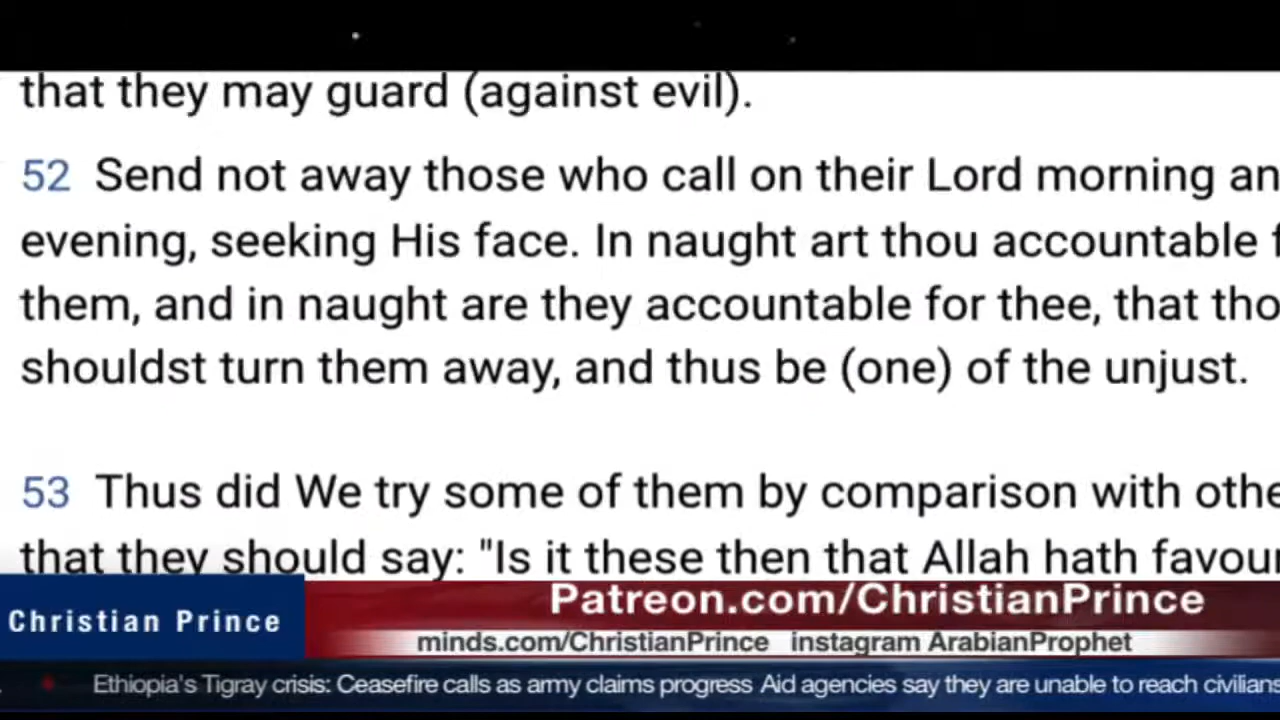 that they may guard (against evil).
52 Send not away those who call on their Lord morning an
evening, seeking His face. In naught art thou accountable f
them, and in naught are they accountable for thee, that tho
shouldst turn them away, and thus be (one) of the unjust.
53 Thus did We try some of them by comparison with othe
that they should say: "Is it these then that Allah hath favour
Patreon.com/ChristianPrince
Christian Prince
minds.com/ChristianPrince instagram ArabianProphet
Ethiopia's Tigray crisis: Ceasefire calls as army claims progress Aid agencies say they are unable to reach civilians